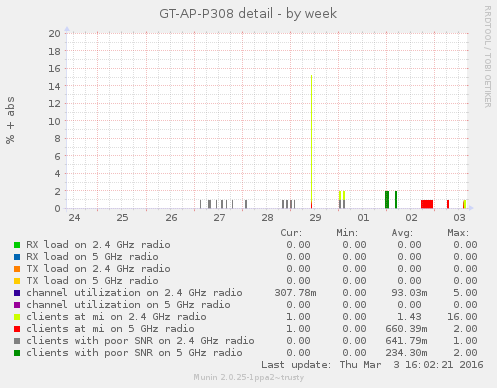 GT-AP-P308 detail - by week
RRDTOOL / TOBI OETIKER
% + abs
20
18
16
14
12
10
8
6
4
2
0
24 25 26 27 28 29 01 02 03
Cur: Min: Avg: Max:
RX load on 2.4 GHz radio 0.00 0.00 0.00 0.00
RX load on 5 GHz radio 0.00 0.00 0.00 0.00
TX load on 2.4 GHz radio 0.00 0.00 0.00 0.00
TX load on 5 GHz radio 0.00 0.00 0.00 0.00
channel utilization on 2.4 GHz radio 307.78m 0.00 93.03m 5.00
channel utilization on 5 GHz radio 0.00 0.00 0.00 0.00
clients at mi on 2.4 GHz radio 1.00 0.00 1.43 16.00
clients at mi on 5 GHz radio 1.00 0.00 660.39m 2.00
clients with poor SNR on 2.4 GHz radio 0.00 0.00 641.79m 1.00
clients with poor SNR on 5 GHz radio 0.00 0.00 234.30m 2.00
Last update: Thu Mar 3 16:02:21 2016
Munin 2.0.25-1ppa2~trusty